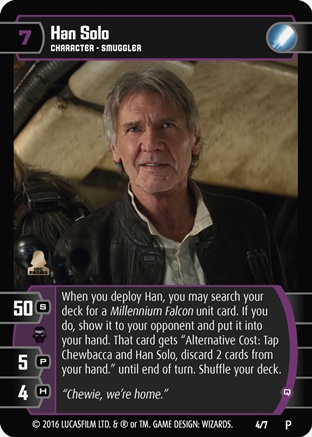 7
Han Solo
CHARACTER - SMUGGLER
When you deploy Han, you may search your
deck for a Millennium Falcon unit card. If you
do, show it to your opponent and put it into
your hand. That card gets "Alternative Cost: Tap
Chewbacca and Han Solo, discard 2 cards from
your hand." until end of turn. Shuffle your deck.
"Chewie, we're home."
50 S
5 P
4 H
© 2016 LUCASFILM LTD. & ® or TM. GAME DESIGN: WIZARDS.
4/7
P